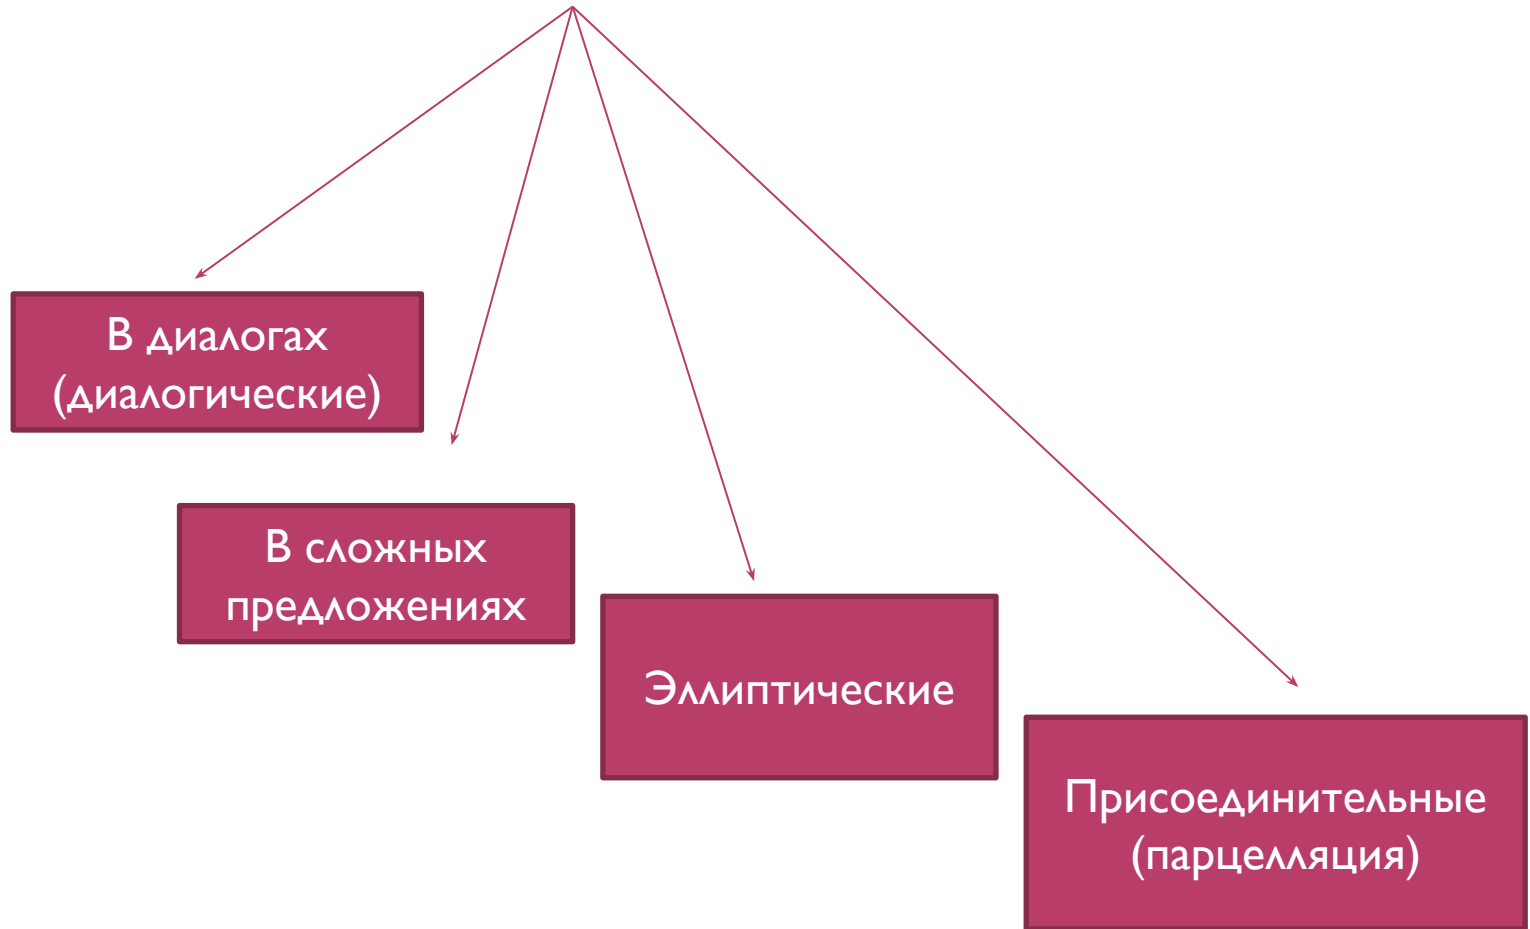 В диалогах
(диалогические)
В сложных
предложениях
Эллиптические
Присоединительные
(парцелляция)